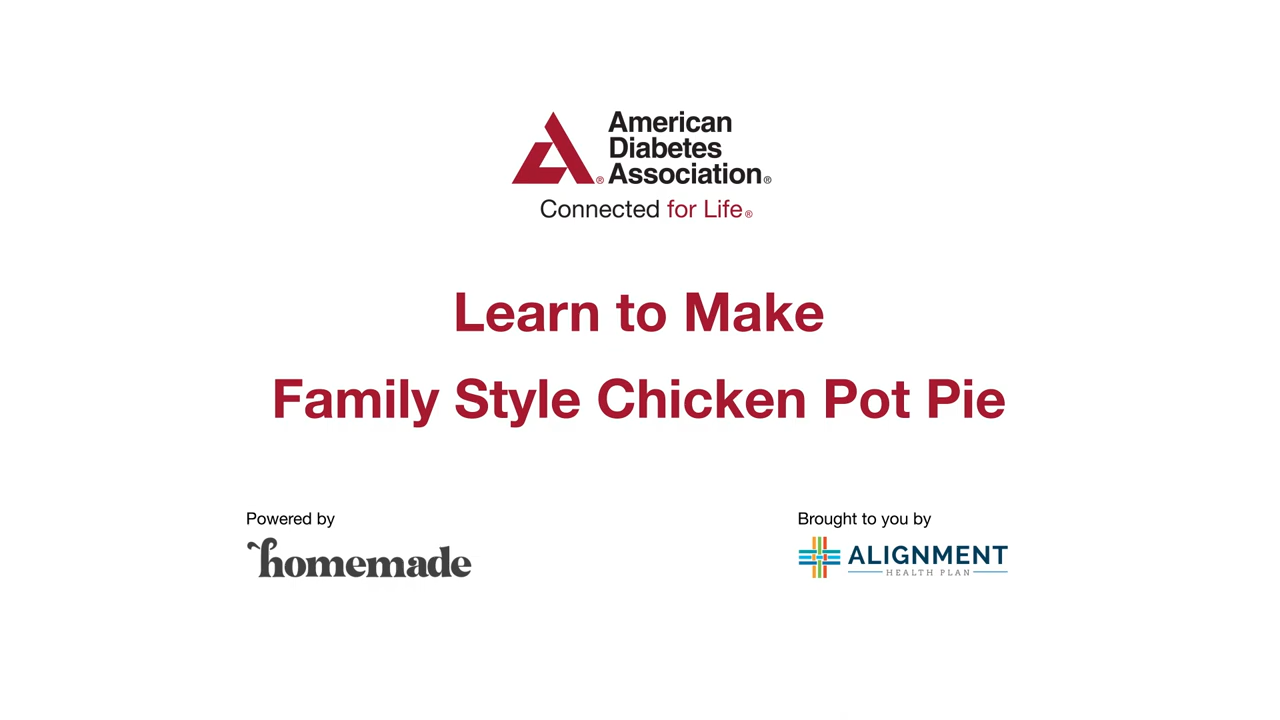 American
Diabetes
Association®
Connected for Life®
Learn to Make
Family Style Chicken Pot Pie
Powered by
homemade
Brought to you by
ALIGNMENT
HEALTH PLAN